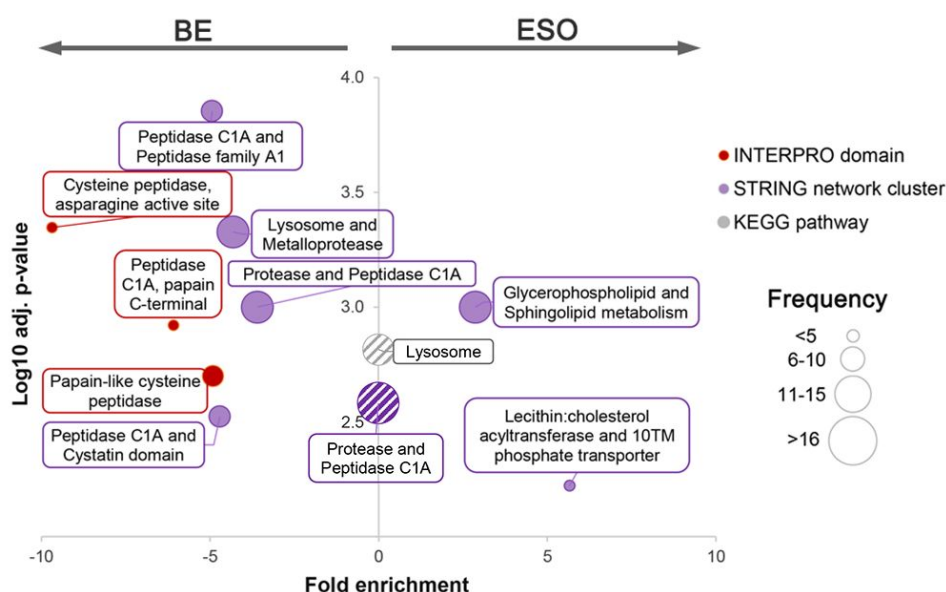 BE
ESO
4.0
3.5
3.0
2.5
Log10 adj. p-value
Peptidase C1A and
Peptidase family A1
Cysteine peptidase,
asparagine active site
Lysosome and
Metalloprotease
Peptidase
C1A, papain
C-terminal
Protease and Peptidase C1A
Glycerophospholipid and
Sphingolipid metabolism
Lysosome
Papain-like cysteine
peptidase
Peptidase C1A and
Cystatin domain
Protease and
Peptidase C1A
Lecithin:cholesterol
acyltransferase and 10TM
phosphate transporter
-10
-5
0
5
10
Fold enrichment
INTERPRO domain
STRING network cluster
KEGG pathway
Frequency
<5
6-10
11-15
>16